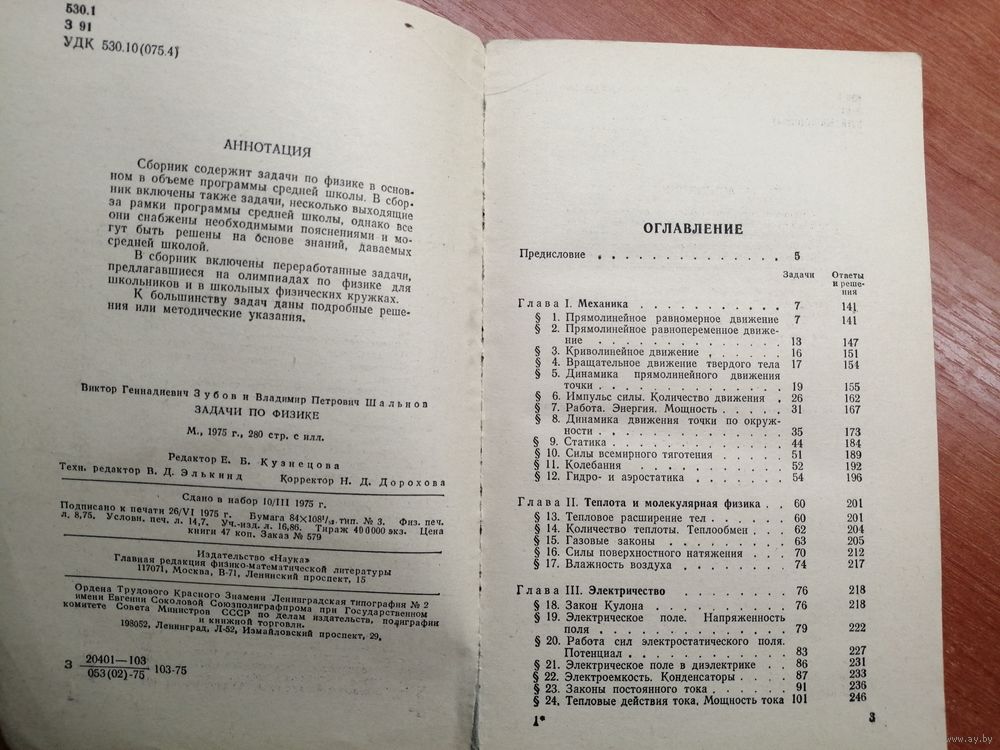 530.1
З 91
УДК 530.10(075.4)
АННОТАЦИЯ
Сборник содержит задачи по физике в основ-
ном в объеме программы средней школы. В сбор-
ник включены также задачи, несколько выходящие
за рамки программы средней школы, однако все
они снабжены необходимыми пояснениями и мо-
гут быть решены на основе знаний, даваемых
средней школой.
В сборник включены переработанные задачи,
предлагавшиеся на олимпиадах по физике для
школьников и в школьных физических кружках.
К большинству задач даны подробные реше-
ния или методические указания.
Виктор Геннадиевич Зубов и Владимир Петрович Шальнов
ЗАДАЧИ ПО ФИЗИКЕ
М., 1975 г., 280 стр. с илл.
Редактор Е. Б. Кузнецова
Техн. редактор В. Д. Элькинд Корректор Н. Д. Дорохова
Сдано в набор 10/III 1975 г.
Подписано к печати 26/VI 1975 г. Бумага 84×108¹/₃₂ тип. № 3. Физ. печ.
л. 8,75. Условн. печ. л. 14,7. Уч.-изд. л. 16,86. Тираж 400000 экз. Цена
книги 47 коп. Заказ № 579
Издательство «Наука»
Главная редакция физико-математической литературы
117071, Москва, В-71, Ленинский проспект, 15
Ордена Трудового Красного Знамени Ленинградская типография № 2
имени Евгении Соколовой Союзполиграфпрома при Государственном
комитете Совета Министров СССР по делам издательств, полиграфии
и книжной торговли.
198052, Ленинград, Л-52, Измайловский проспект, 29.
З 20401—103 / 053(02)-75 103-75
ОГЛАВЛЕНИЕ
Предисловие . . . . . . . . . . . . . 5
Задачи Ответы
и реше-
ния
Глава I. Механика . . . . . . . . . 7 141
§ 1. Прямолинейное равномерное движение 7 141
§ 2. Прямолинейное равнопеременное движе-
ние . . . . . . . . . . . . . 13 147
§ 3. Криволинейное движение . . . . . . 16 151
§ 4. Вращательное движение твердого тела 17 154
§ 5. Динамика прямолинейного движения
точки . . . . . . . . . . . . . 19 155
§ 6. Импульс силы. Количество движения . 26 162
§ 7. Работа. Энергия. Мощность . . . . . 31 167
§ 8. Динамика движения точки по окруж-
ности . . . . . . . . . . . . . 35 173
§ 9. Статика . . . . . . . . . . . . 44 184
§ 10. Силы всемирного тяготения . . . . . 51 189
§ 11. Колебания . . . . . . . . . . . 52 192
§ 12. Гидро- и аэростатика . . . . . . . 54 196
Глава II. Теплота и молекулярная физика . . 60 201
§ 13. Тепловое расширение тел . . . . . . 60 201
§ 14. Количество теплоты. Теплообмен . . . 62 204
§ 15. Газовые законы . . . . . . . . . 63 205
§ 16. Силы поверхностного натяжения . . . 70 212
§ 17. Влажность воздуха . . . . . . . . 74 217
Глава III. Электричество . . . . . . . 76 218
§ 18. Закон Кулона . . . . . . . . . . 76 218
§ 19. Электрическое поле. Напряженность
поля . . . . . . . . . . . . . 79 222
§ 20. Работа сил электростатического поля.
Потенциал . . . . . . . . . . . 83 227
§ 21. Электрическое поле в диэлектрике . . 86 231
§ 22. Электроемкость. Конденсаторы . . . . 87 233
§ 23. Законы постоянного тока . . . . . . 91 236
§ 24. Тепловые действия тока. Мощность тока 101 246
1* 3
www.ay.by